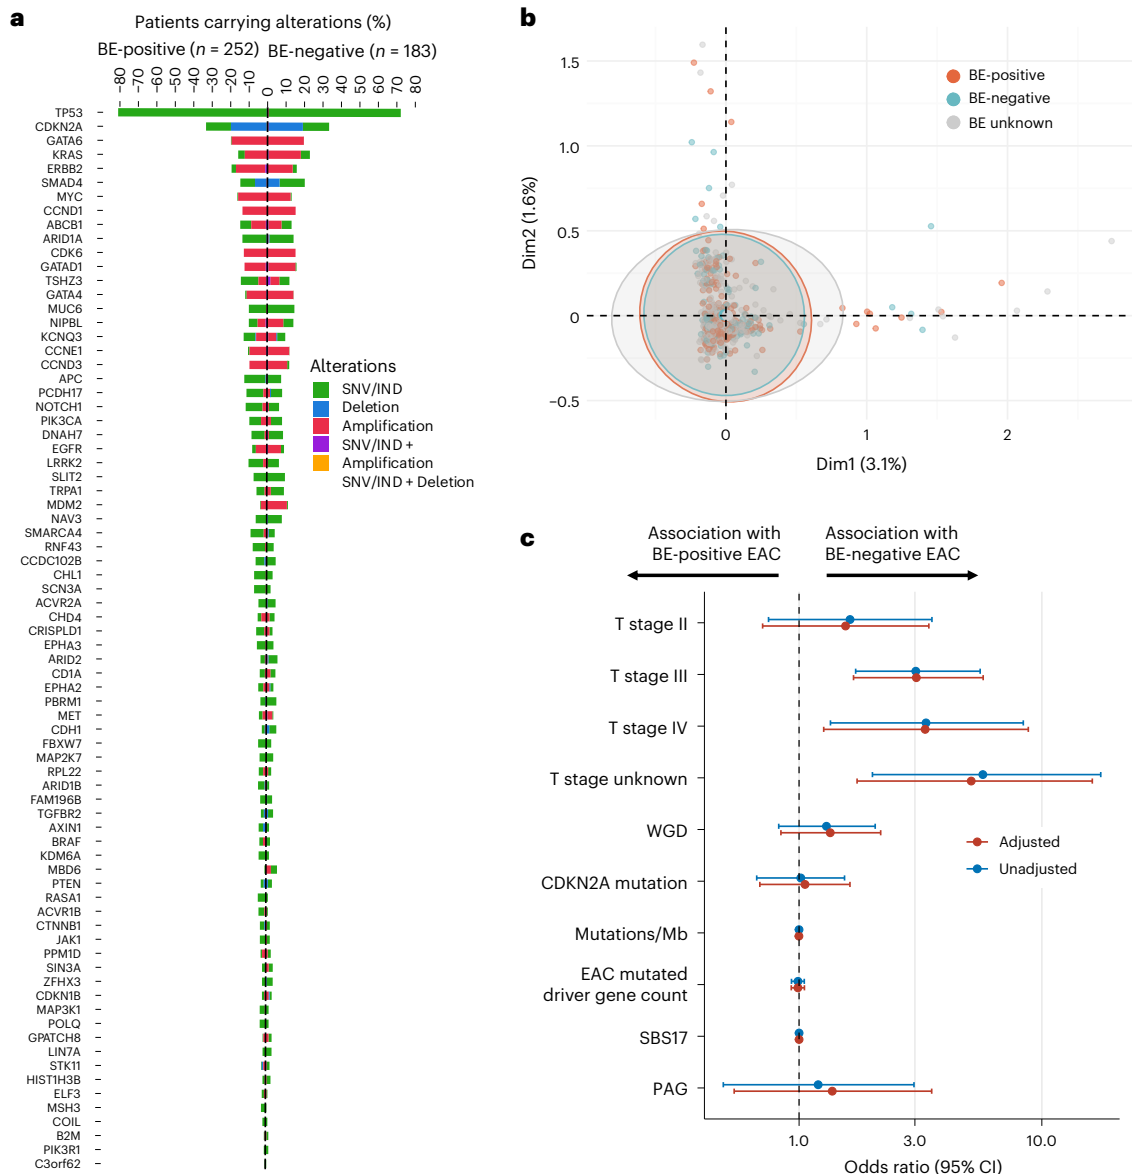 a
Patients carrying alterations (%)
BE-positive (n = 252) BE-negative (n = 183)
−80 −70 −60 −50 −40 −30 −20 −10 0 10 20 30 40 50 60 70 80
TP53
CDKN2A
GATA6
KRAS
ERBB2
SMAD4
MYC
CCND1
ABCB1
ARID1A
CDK6
GATAD1
TSHZ3
GATA4
MUC6
NIPBL
KCNQ3
CCNE1
CCND3
APC
PCDH17
NOTCH1
PIK3CA
DNAH7
EGFR
LRRK2
SLIT2
TRPA1
MDM2
NAV3
SMARCA4
RNF43
CCDC102B
CHL1
SCN3A
ACVR2A
CHD4
CRISPLD1
EPHA3
ARID2
CD1A
EPHA2
PBRM1
MET
CDH1
FBXW7
MAP2K7
RPL22
ARID1B
FAM196B
TGFBR2
AXIN1
BRAF
KDM6A
MBD6
PTEN
RASA1
ACVR1B
CTNNB1
JAK1
PPM1D
SIN3A
ZFHX3
CDKN1B
MAP3K1
POLQ
GPATCH8
LIN7A
STK11
HIST1H3B
ELF3
MSH3
COIL
B2M
PIK3R1
C3orf62
Alterations
SNV/IND
Deletion
Amplification
SNV/IND +
Amplification
SNV/IND + Deletion
b
Dim2 (1.6%)
1.5
1.0
0.5
0
−0.5
0 1 2
Dim1 (3.1%)
BE-positive
BE-negative
BE unknown
c
Association with
BE-positive EAC
Association with
BE-negative EAC
T stage II
T stage III
T stage IV
T stage unknown
WGD
CDKN2A mutation
Mutations/Mb
EAC mutated
driver gene count
SBS17
PAG
Adjusted
Unadjusted
1.0 3.0 10.0
Odds ratio (95% CI)